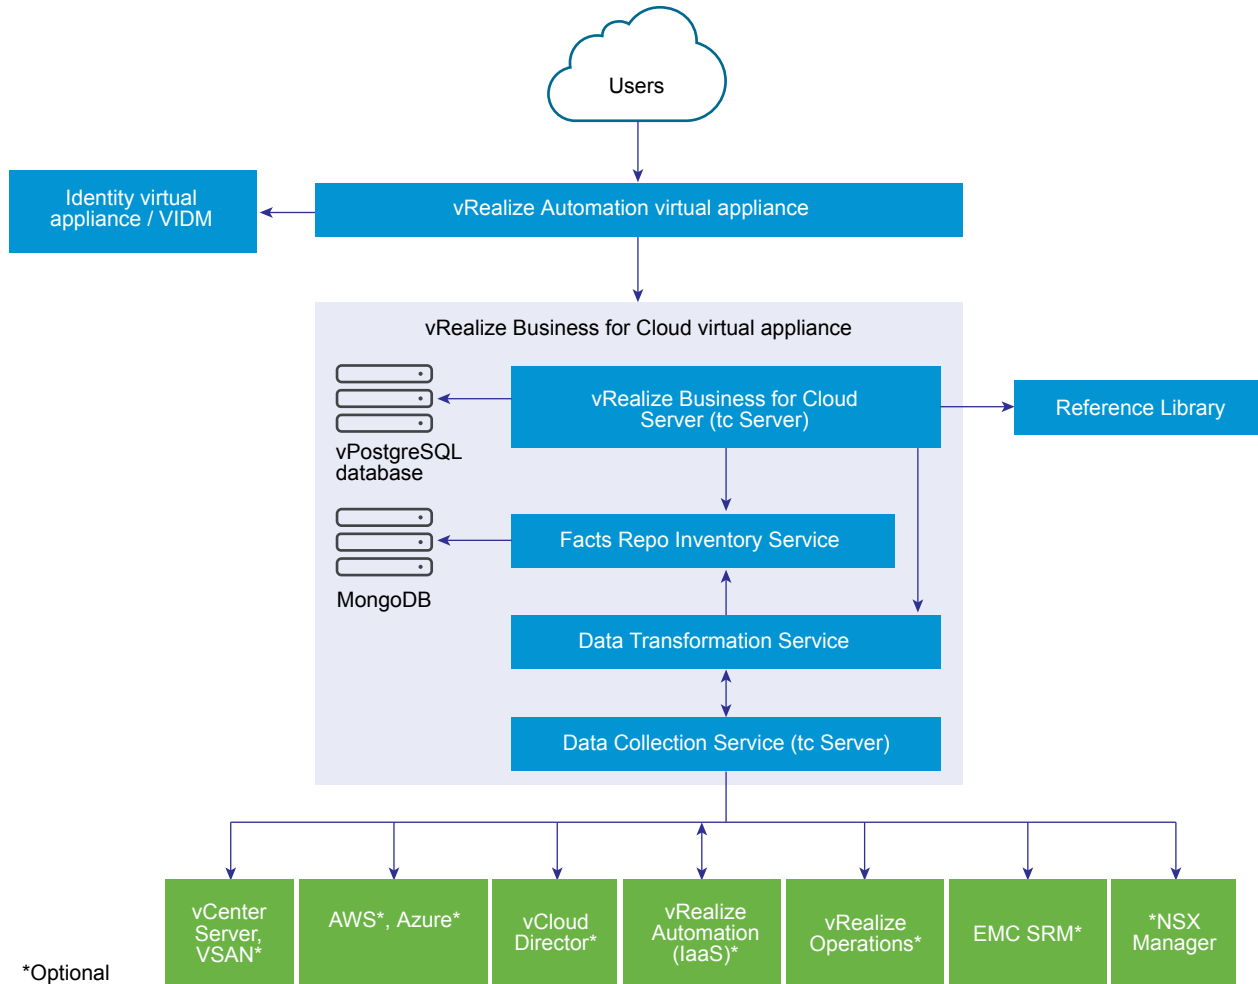 Users
Identity virtual
appliance / VIDM
vRealize Automation virtual appliance
vRealize Business for Cloud virtual appliance
vRealize Business for Cloud
Server (tc Server)
Reference Library
vPostgreSQL
database
Facts Repo Inventory Service
MongoDB
Data Transformation Service
Data Collection Service (tc Server)
vCenter
Server,
VSAN*
AWS*, Azure*
vCloud
Director*
vRealize
Automation
(IaaS)*
vRealize
Operations*
EMC SRM*
*NSX
Manager
*Optional